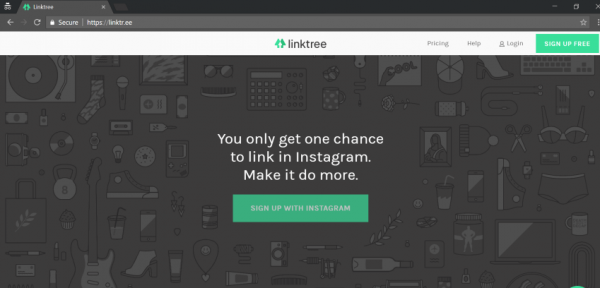 Linktree
Secure | https://linktr.ee
linktree
Pricing
Help
Login
SIGN UP FREE
COOL
You only get one chance
to link in Instagram.
Make it do more.
SIGN UP WITH INSTAGRAM